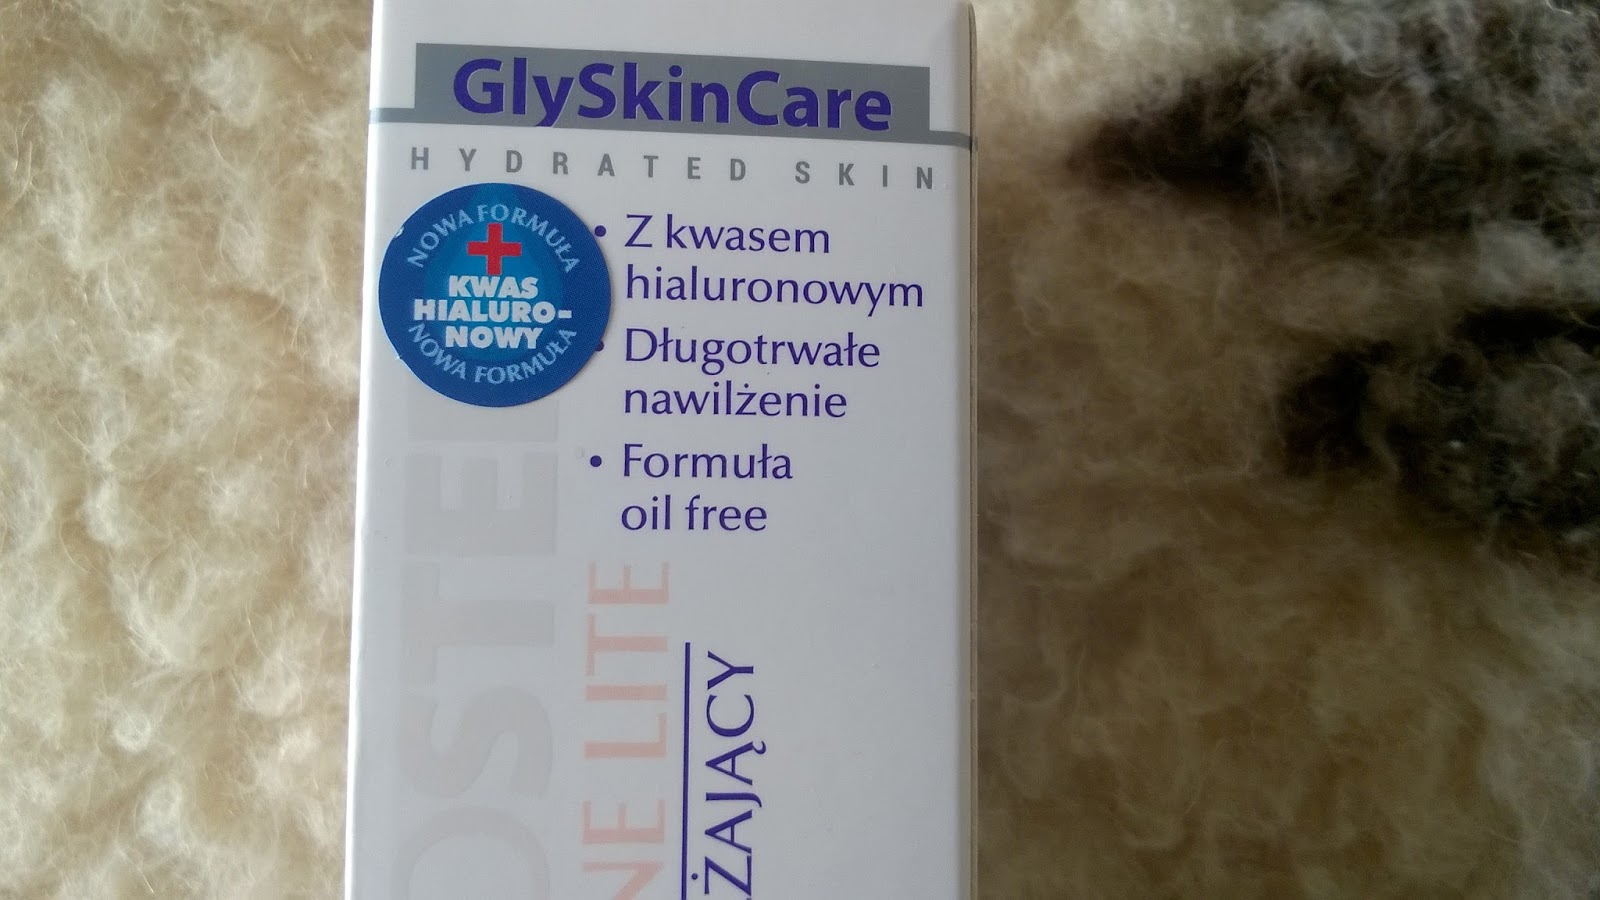 GlySkinCare
HYDRATED SKIN
NOWA FORMUŁA
KWAS
HIALURO-
NOWY
NOWA FORMUŁA
• Z kwasem
hialuronowym
• Długotrwałe
nawilżenie
• Formuła
oil free
OSTE
NE LITE
ŻAJĄCY